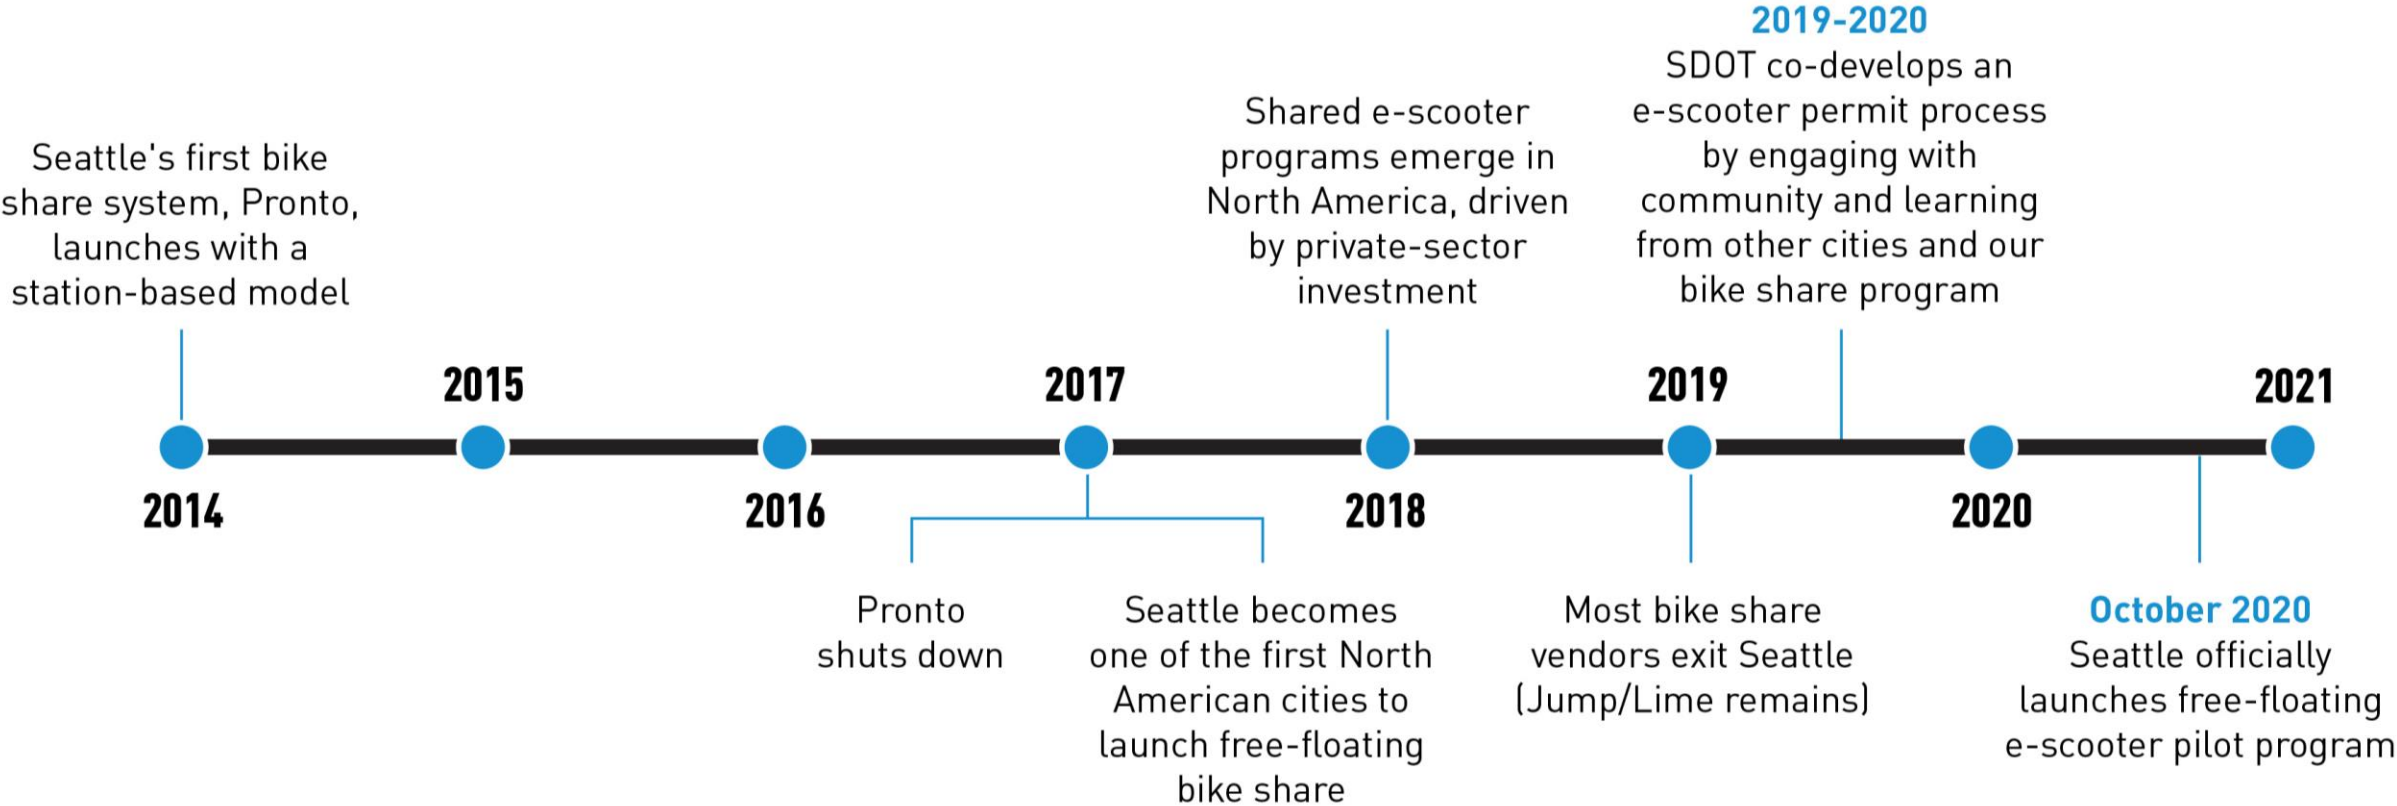 Seattle's first bike
share system, Pronto,
launches with a
station-based model
Shared e-scooter
programs emerge in
North America, driven
by private-sector
investment
2019-2020
SDOT co-develops an
e-scooter permit process
by engaging with
community and learning
from other cities and our
bike share program
2015
2017
2019
2021
2014
2016
2018
2020
Pronto
shuts down
Seattle becomes
one of the first North
American cities to
launch free-floating
bike share
Most bike share
vendors exit Seattle
(Jump/Lime remains)
October 2020
Seattle officially
launches free-floating
e-scooter pilot program